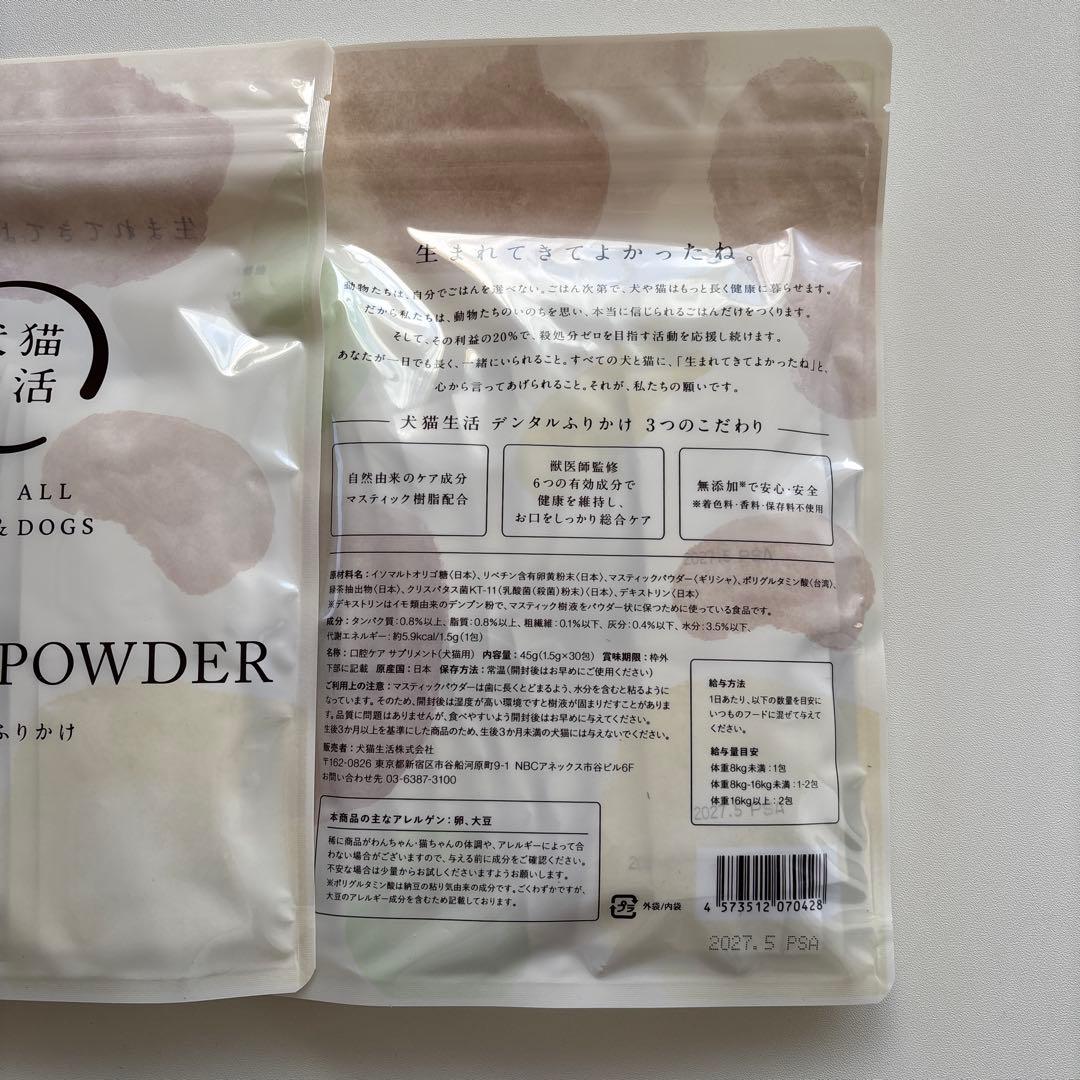 生まれてきてよ
犬猫
生活
ALL
& DOGS
POWDER
ふりかけ
生まれてきてよかったね。
動物たちは、自分でごはんを選べない。ごはん次第で、犬や猫はもっと長く健康に暮らせます。
だから私たちは、動物たちのいのちを思い、本当に信じられるごはんだけをつくります。
そして、その利益の20%で、殺処分ゼロを目指す活動を応援し続けます。
あなたが一日でも長く、一緒にいられること。すべての犬と猫に、「生まれてきてよかったね」と、
心から言ってあげられること。それが、私たちの願いです。
犬猫生活 デンタルふりかけ 3つのこだわり
自然由来のケア成分
マスティック樹脂配合
獣医師監修
6つの有効成分で
健康を維持し、
お口をしっかり総合ケア
無添加※で安心・安全
※着色料・香料・保存料不使用
2027.5 PSA
原材料名：イソマルトオリゴ糖（日本）、リベチン含有卵黄粉末（日本）、マスティックパウダー（ギリシャ）、ポリグルタミン酸（台湾）、
緑茶抽出物（日本）、クリスパタス菌KT-11（乳酸菌（殺菌）粉末）（日本）、デキストリン（日本）
※デキストリンはイモ類由来のデンプン粉で、マスティック樹液をパウダー状に保つために使っている食品です。
成分：タンパク質：0.8%以上、脂質：0.8%以上、粗繊維：0.1%以下、灰分：0.4%以下、水分：3.5%以下、
代謝エネルギー：約5.9kcal/1.5g（1包）
名称：口腔ケア サプリメント（犬猫用） 内容量：45g（1.5g×30包） 賞味期限：枠外
下部に記載 原産国：日本 保存方法：常温（開封後はお早めにご使用ください）
ご利用上の注意：マスティックパウダーは歯に長くとどまるよう、水分を含むと粘るように
なっています。そのため、開封後は湿度が高い環境ですと樹液が固まりだすことがありま
す。品質に問題はありませんが、食べやすいよう開封後はお早めに与えてください。
生後3か月以上を基準にした商品のため、生後3か月未満の犬猫には与えないでください。
販売者：犬猫生活株式会社
〒162-0826 東京都新宿区市谷船河原町9-1 NBCアネックス市谷ビル6F
お問い合わせ先 03-6387-3100
給与方法
1日あたり、以下の数量を目安に
いつものフードに混ぜて与えて
ください。
給与量目安
体重8kg未満：1包
体重8kg-16kg未満：1-2包
体重16kg以上：2包
2027.5 PSA
本商品の主なアレルゲン：卵、大豆
稀に商品がわんちゃん・猫ちゃんの体調や、アレルギーによって合
わない場合がございますので、与える前に成分をご確認ください。
不安な場合は少量からお試しくださいますようお願いします。
※ポリグルタミン酸は納豆の粘り気由来の成分です。ごくわずかですが、
大豆のアレルギー成分を含むため記載しております。
プラ 外袋/内袋
4 573512 070428
2027.5 PSA